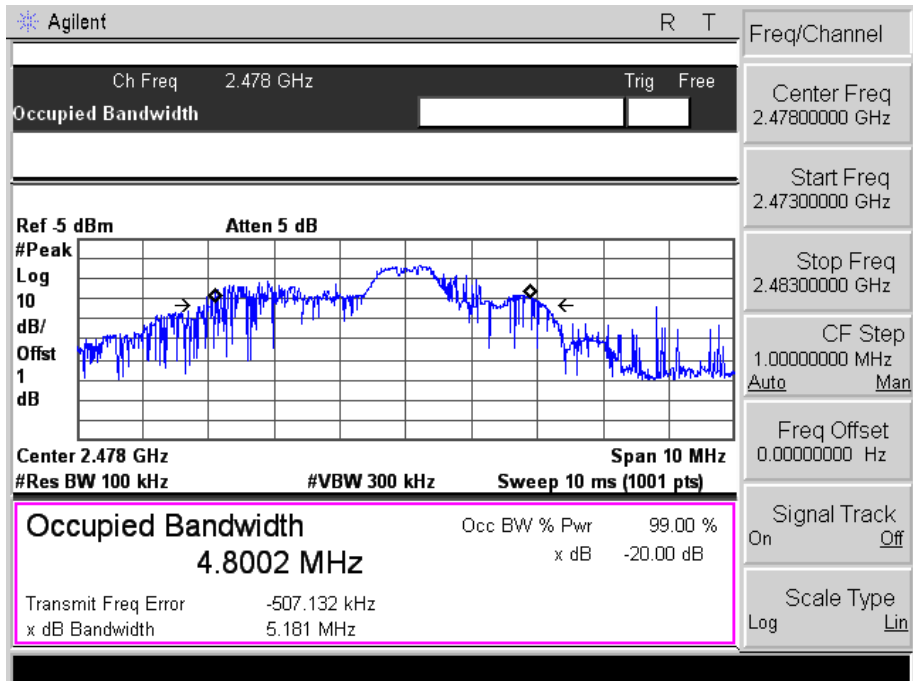 Agilent R T
Ch Freq 2.478 GHz Trig Free
Occupied Bandwidth
Ref -5 dBm Atten 5 dB
#Peak
Log
10
dB/
Offst
1
dB
Center 2.478 GHz Span 10 MHz
#Res BW 100 kHz #VBW 300 kHz Sweep 10 ms (1001 pts)
Occupied Bandwidth Occ BW % Pwr 99.00 %
4.8002 MHz x dB -20.00 dB
Transmit Freq Error -507.132 kHz
x dB Bandwidth 5.181 MHz
Freq/Channel
Center Freq
2.47800000 GHz
Start Freq
2.47300000 GHz
Stop Freq
2.48300000 GHz
CF Step
1.00000000 MHz
Auto Man
Freq Offset
0.00000000 Hz
Signal Track
On Off
Scale Type
Log Lin